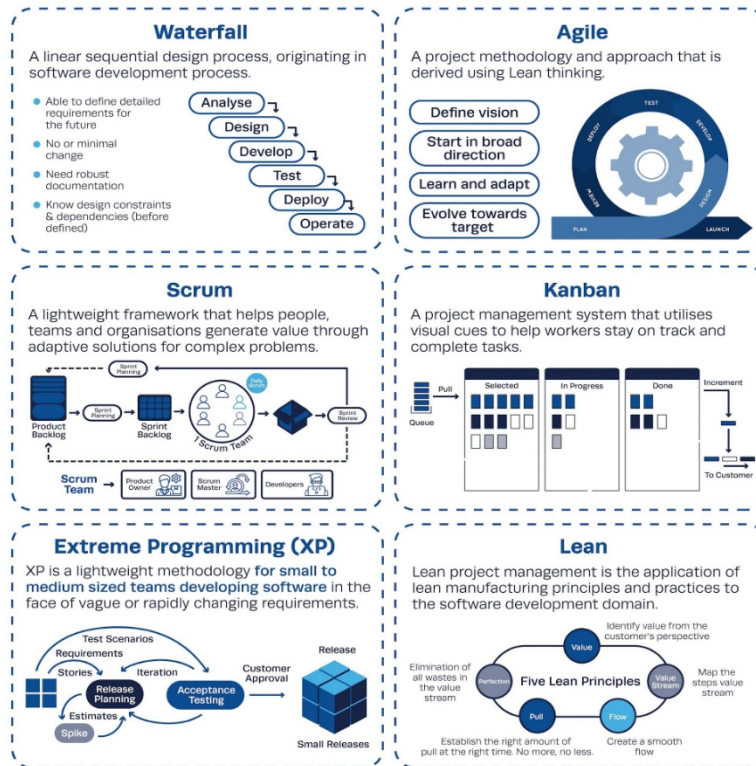 Waterfall
A linear sequential design process, originating in
software development process.
Able to define detailed
requirements for
the future
No or minimal
change
Need robust
documentation
Know design constraints
& dependencies (before
defined)
Analyse
Design
Develop
Test
Deploy
Operate
Agile
A project methodology and approach that is
derived using Lean thinking.
Define vision
Start in broad
direction
Learn and adapt
Evolve towards
target
TEST
DEPLOY
DEVELOP
REVIEW
DESIGN
PLAN
LAUNCH
Scrum
A lightweight framework that helps people,
teams and organisations generate value through
adaptive solutions for complex problems.
Sprint
Planning
Daily
Scrum
Product
Backlog
Sprint
Planning
Sprint
Backlog
1 Scrum Team
Sprint
Review
Scrum
Team
Product
Owner
Scrum
Master
Developers
Kanban
A project management system that utilises
visual cues to help workers stay on track and
complete tasks.
Pull
Queue
Selected
In Progress
Done
Increment
To Customer
Extreme Programming (XP)
XP is a lightweight methodology for small to
medium sized teams developing software in the
face of vague or rapidly changing requirements.
Test Scenarios
Requirements
Stories
Iteration
Release
Planning
Acceptance
Testing
Customer
Approval
Estimates
Spike
Release
Small Releases
Lean
Lean project management is the application of
lean manufacturing principles and practices
to the software development domain.
Identify value from the
customer's perspective
Value
Elimination of
all wastes in
the value
stream
Perfection
Five Lean Principles
Value
Stream
Map the
steps value
stream
Pull
Flow
Establish the right amount of
pull at the right time. No more, no less.
Create a smooth
flow